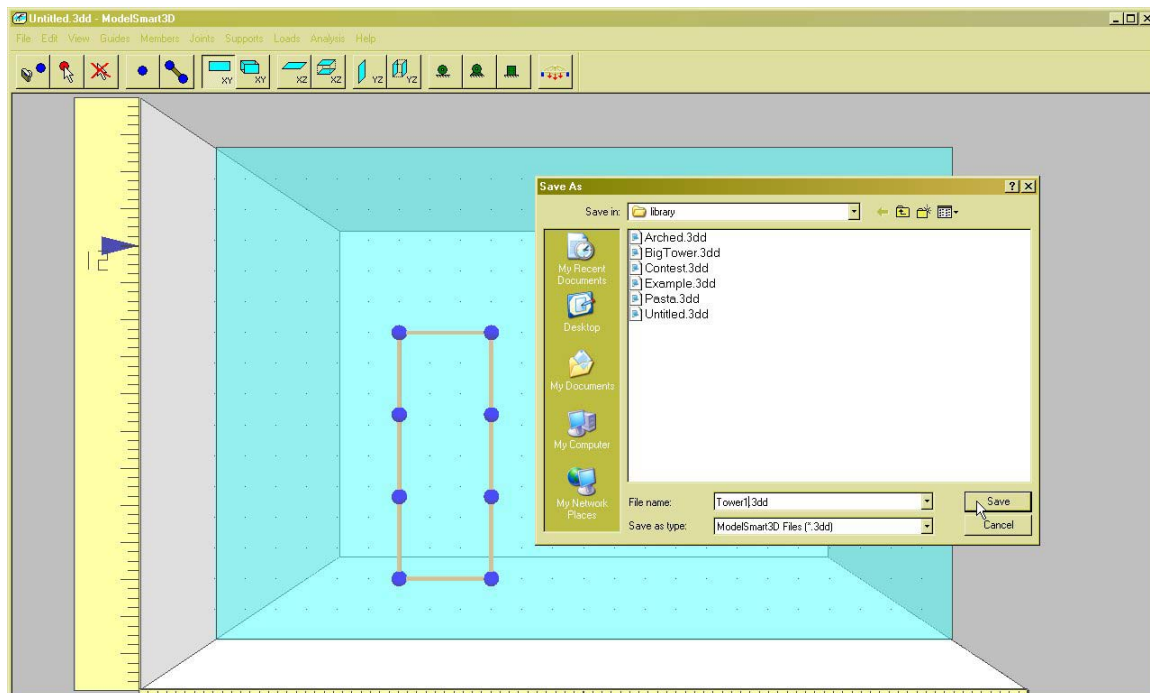 Untitled.3dd - ModelSmart3D
File Edit View Guides Members Joints Supports Loads Analysis Help
XY XY XZ XZ YZ YZ
Save As
Save in: library
Arched.3dd
BigTower.3dd
Contest.3dd
Example.3dd
Pasta.3dd
Untitled.3dd
My Recent
Documents
Desktop
My Documents
My Computer
My Network
Places
File name: Tower1.3dd Save
Save as type: ModelSmart3D Files (*.3dd) Cancel
12